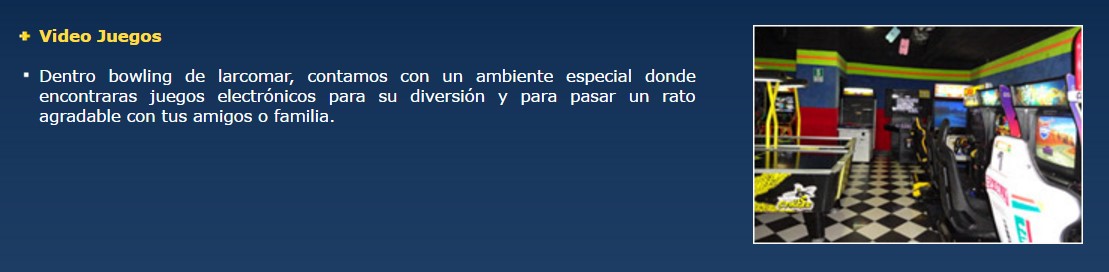 Video Juegos
Dentro bowling de larcomar, contamos con un ambiente especial donde
encontraras juegos electrónicos para su diversión y para pasar un rato
agradable con tus amigos o familia.